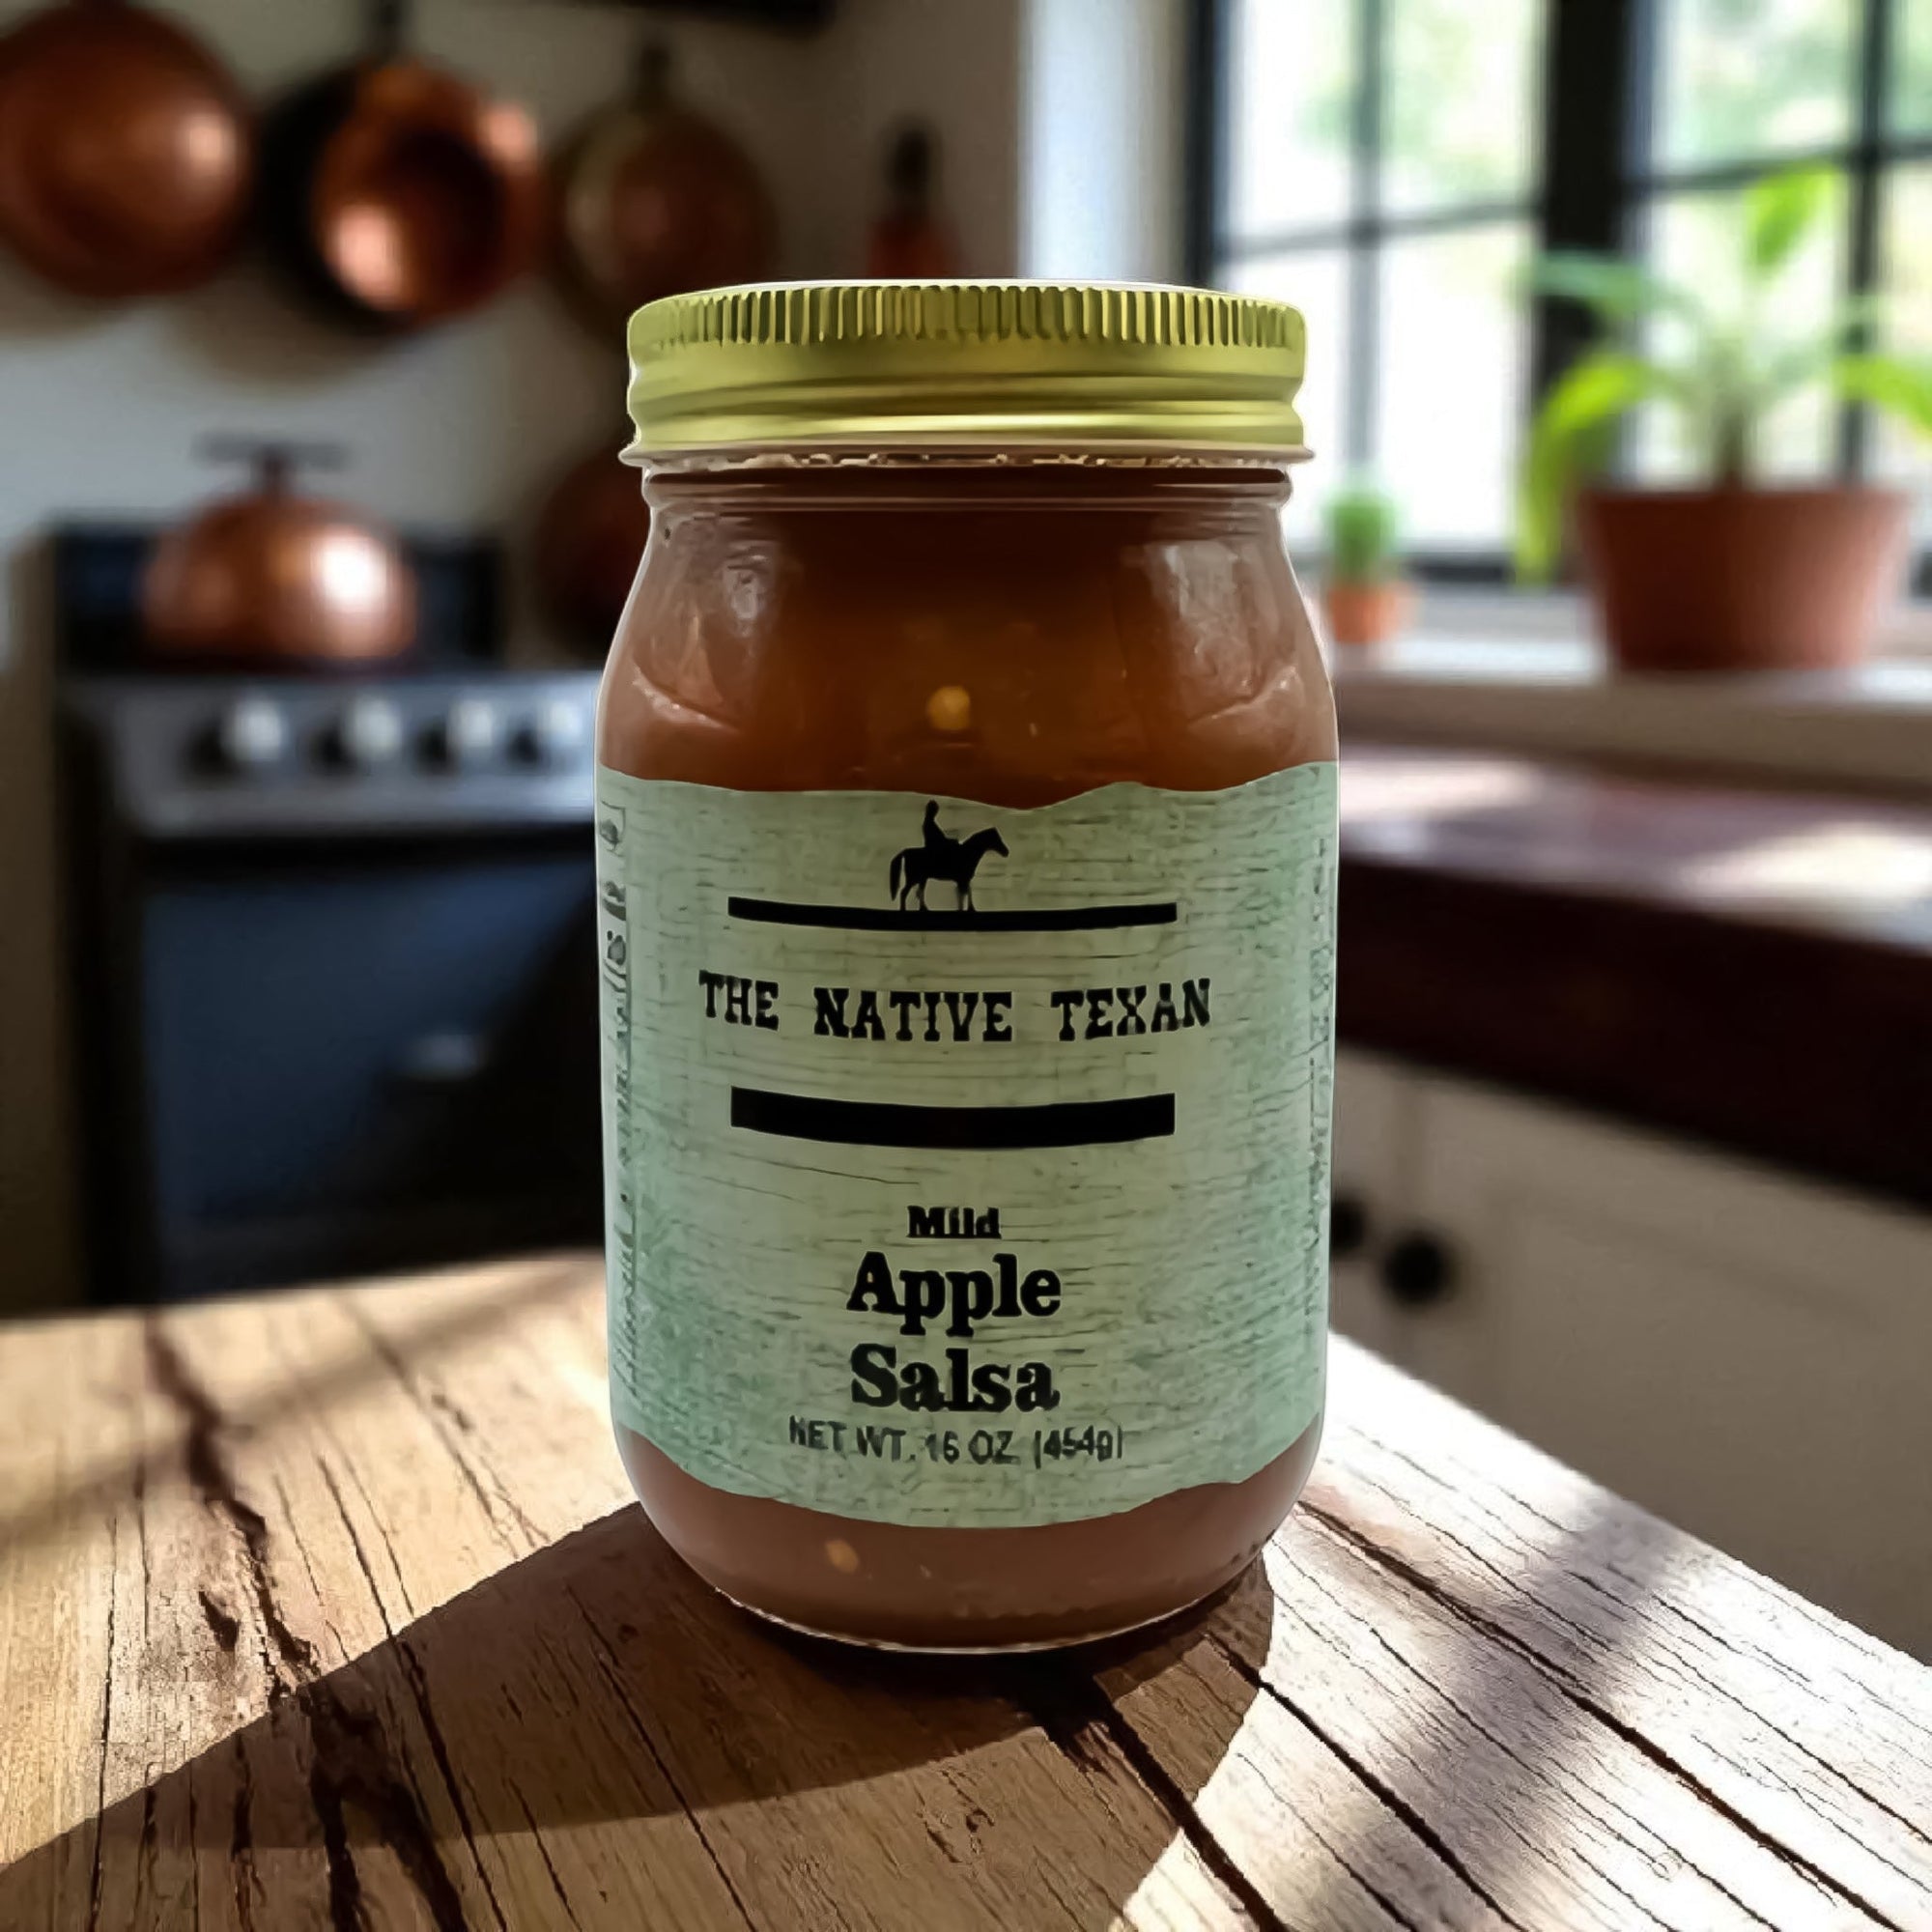 THE NATIVE TEXAN
Mild
Apple
Salsa
NET WT. 16 OZ (454g)